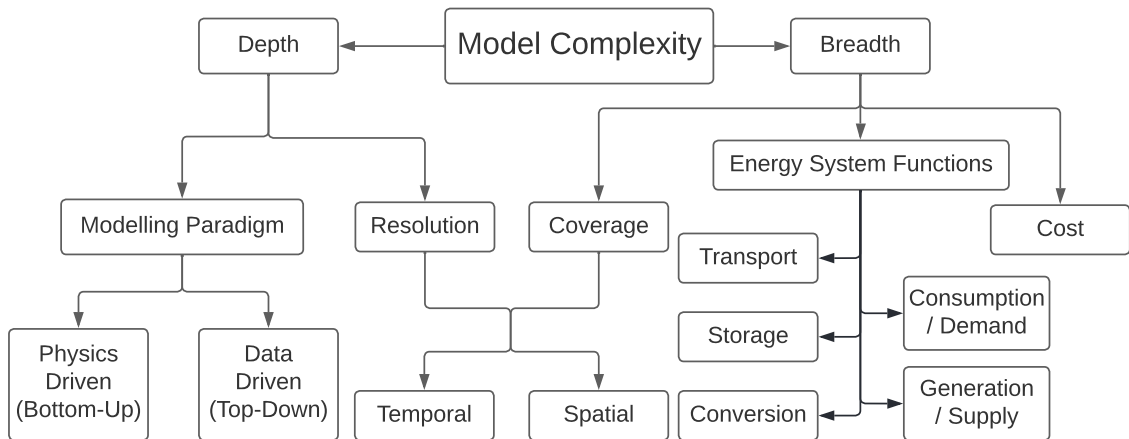 Model Complexity
Depth
Breadth
Modelling Paradigm
Resolution
Coverage
Energy System Functions
Cost
Physics
Driven
(Bottom-Up)
Data
Driven
(Top-Down)
Temporal
Spatial
Transport
Storage
Conversion
Consumption
/ Demand
Generation
/ Supply